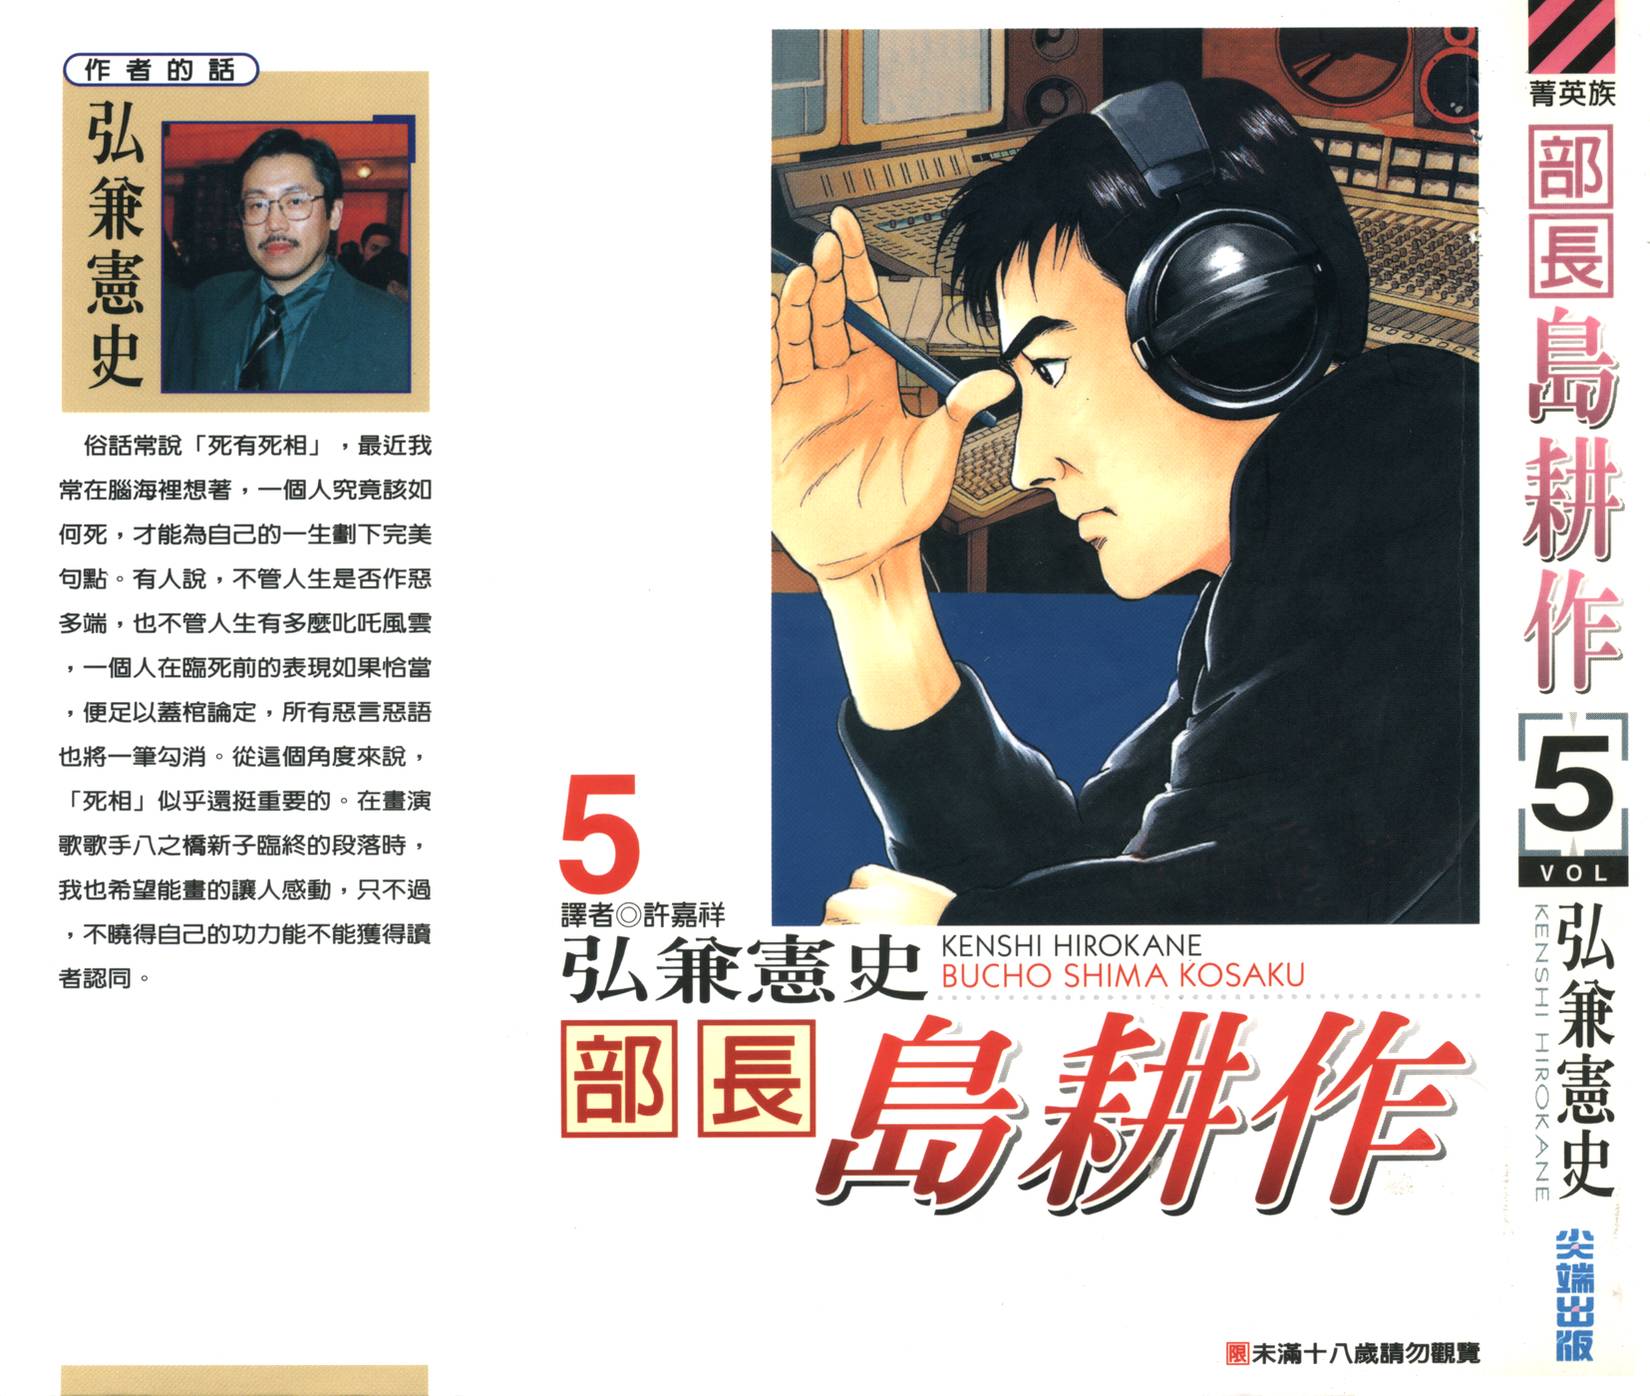 作者的話
弘兼憲史
俗話常說「死有死相」，最近我
常在腦海裡想著，一個人究竟該如
何死，才能為自己的一生劃下完美
句點。有人說，不管人生是否作惡
多端，也不管人生有多麼叱吒風雲
，一個人在臨死前的表現如果恰當
，便足以蓋棺論定，所有惡言惡語
也將一筆勾消。從這個角度來說，
「死相」似乎還挺重要的。在畫演
歌歌手八之橋新子臨終的段落時，
我也希望能畫的讓人感動，只不過
，不曉得自己的功力能不能獲得讀
者認同。
5
譯者◎許嘉祥
弘兼憲史
KENSHI HIROKANE
BUCHO SHIMA KOSAKU
部長
島耕作
限未滿十八歲請勿觀覽
菁英族
部長
島耕作
5
VOL
弘兼憲史
KENSHI HIROKANE
尖端出版